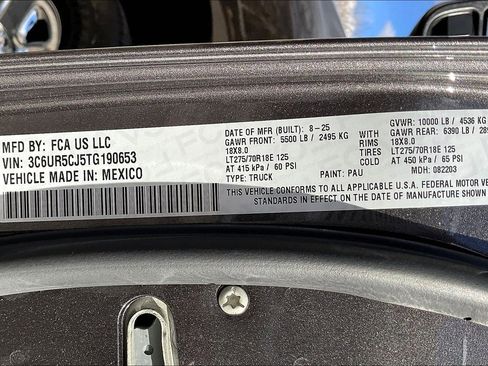 MFD BY: FCA US LLC
VIN: 3C6UR5CJ5TG190653
VEHICLE MADE IN: MEXICO
DATE OF MFR (BUILT): 8-25 GVWR: 10000 LB / 4536 KG
GAWR FRONT: 5500 LB / 2495 KG WITH GAWR REAR: 6390 LB /
18X8.0 RIMS 18X8.0
LT275/70R18E 125 TIRES LT275/70R18E 125
AT 415 kPa / 60 PSI COLD AT 450 kPa / 65 PSI
TYPE: TRUCK PAINT: PAU MDH: 082203
THIS VEHICLE CONFORMS TO ALL APPLICABLE U.S.A. FEDERAL MOTOR
STANDARDS IN EFFECT ON THE DATE OF MANUFACTURE SHOWN